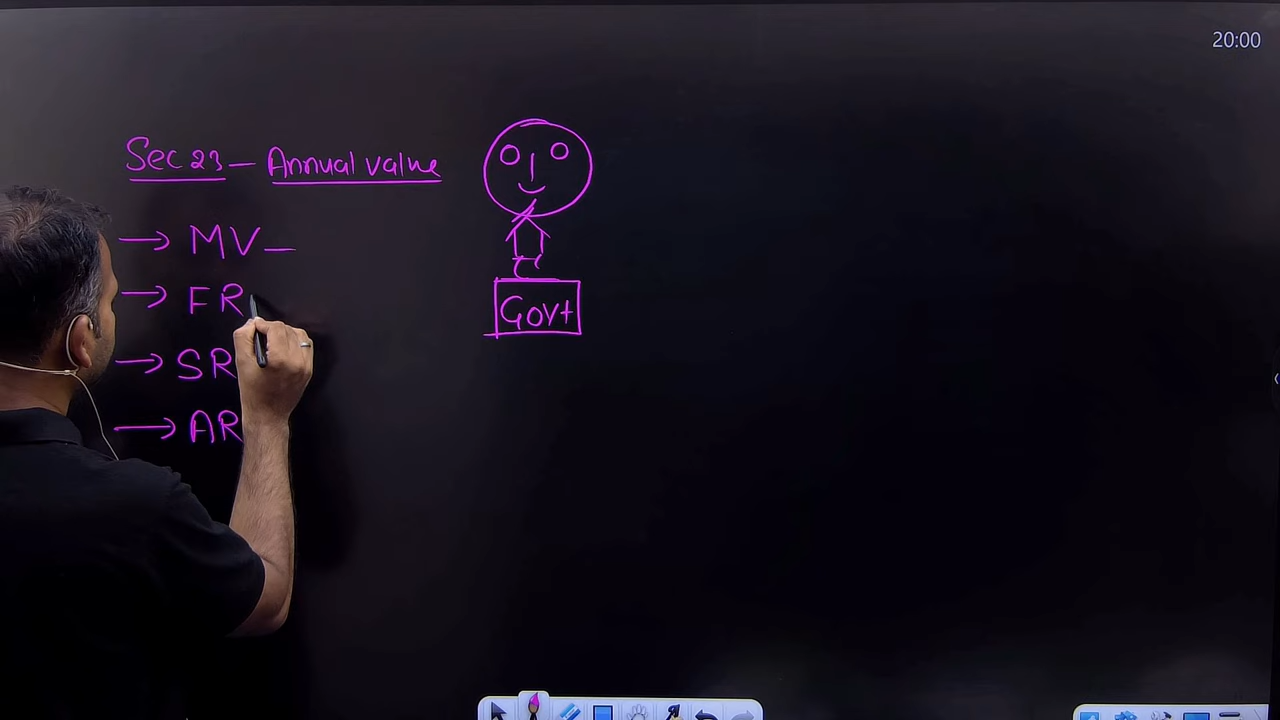 20:00
Sec 23 – Annual value
→ MV –
→ FR
→ SR
→ AR
Govt